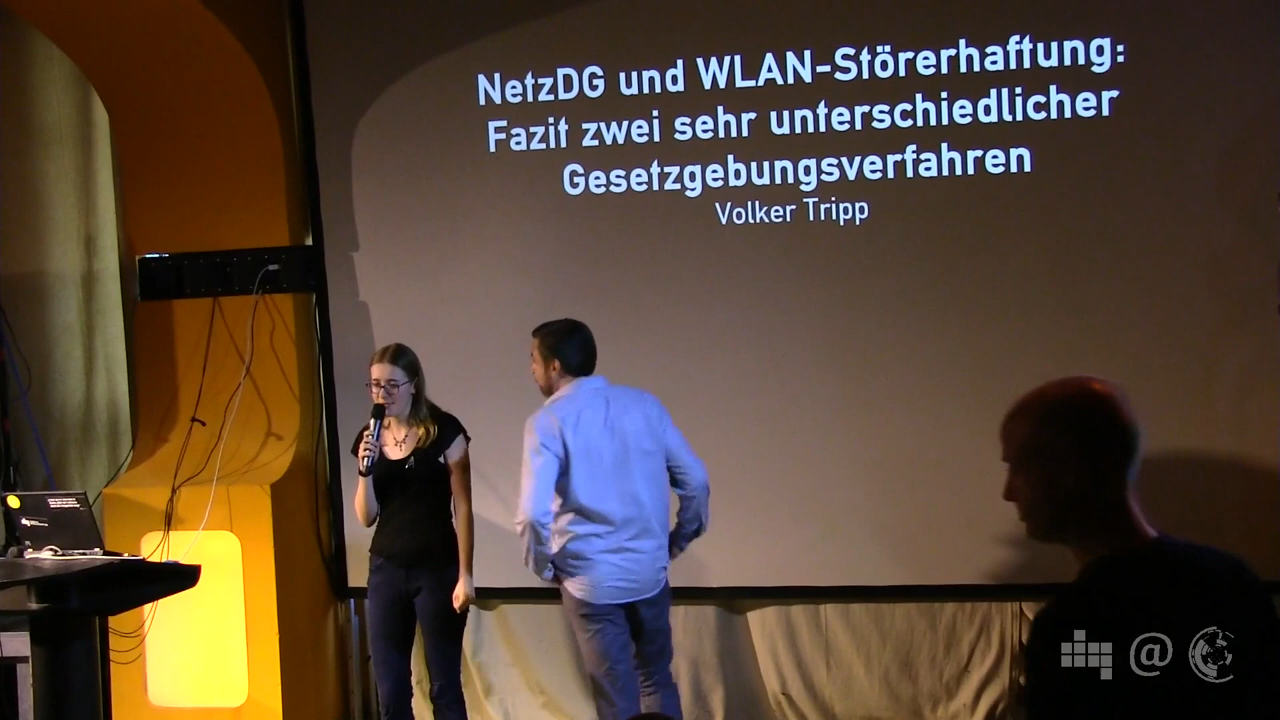 NetzDG und WLAN-Störerhaftung:
Fazit zwei sehr unterschiedlicher
Gesetzgebungsverfahren
Volker Tripp
@